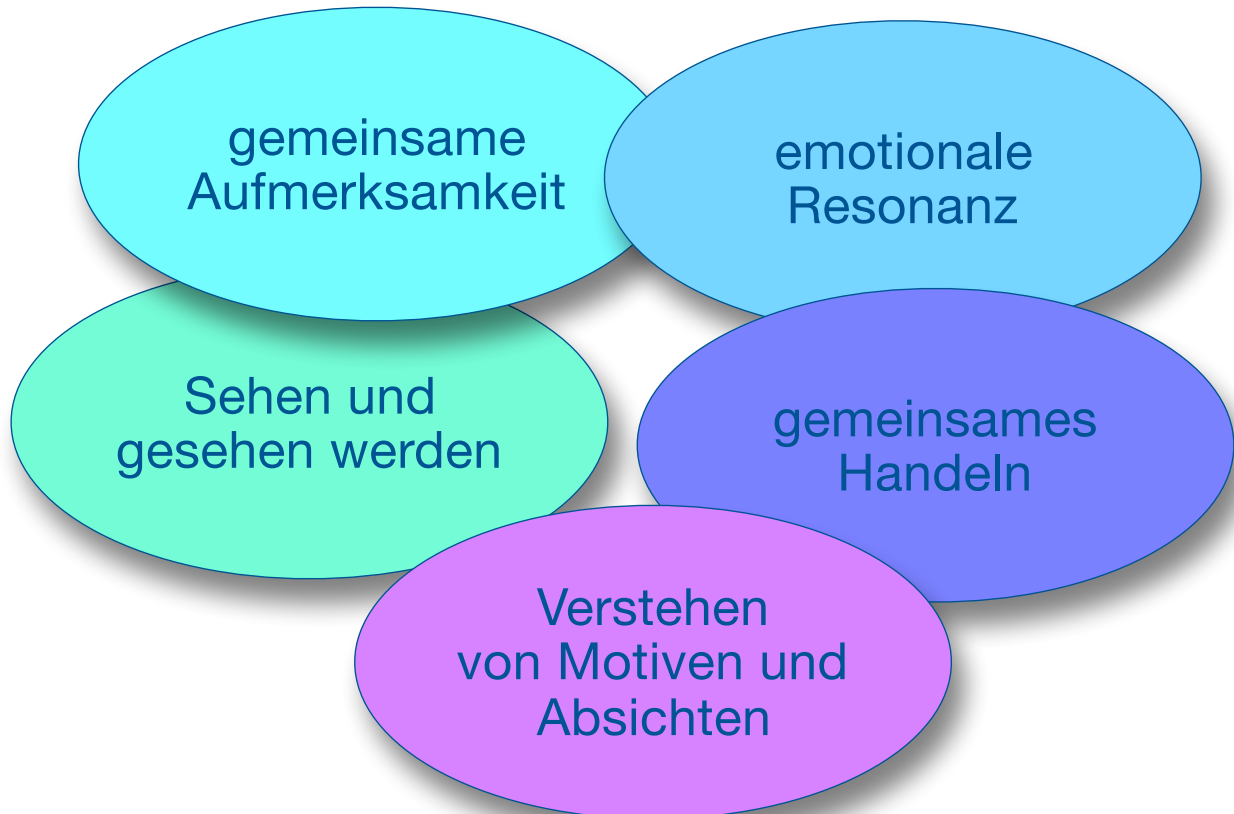 gemeinsame
Aufmerksamkeit
emotionale
Resonanz
Sehen und
gesehen werden
gemeinsames
Handeln
Verstehen
von Motiven und
Absichten